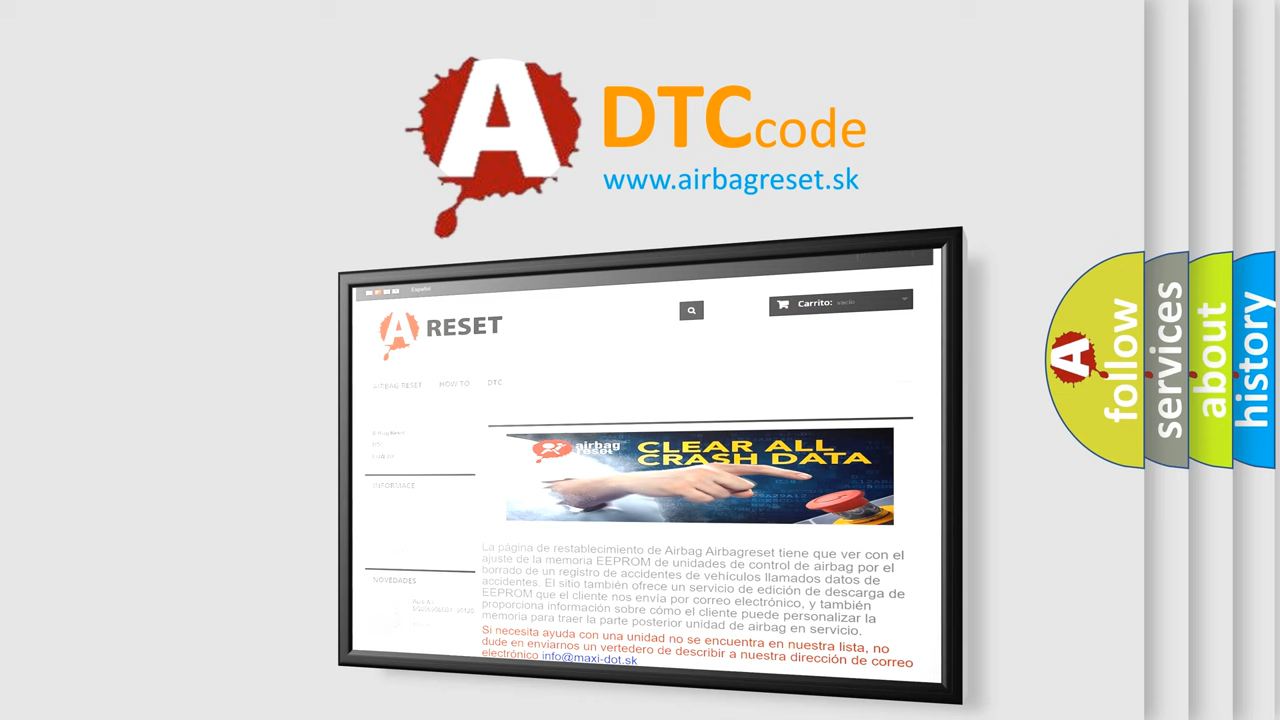 A DTCcode
www.airbagreset.sk
Español
A RESET
Carrito: vacío
AIRBAG RESET HOW TO DTC
Airbag Reset
INFORMACE
NOVEDADES
airbag
reset
CLEAR ALL
CRASH DATA
La página de restablecimiento de Airbag Airbagreset tiene que ver con el
ajuste de la memoria EEPROM de unidades de control de airbag por el
borrado de un registro de accidentes de vehículos llamados datos de
accidentes. El sitio también ofrece un servicio de edición de descarga de
EEPROM que el cliente nos envía por correo electrónico, y también
proporciona información sobre cómo el cliente puede personalizar la
memoria para traer la parte posterior unidad de airbag en servicio.
Si necesita ayuda con una unidad no se encuentra en nuestra lista, no
dude en enviarnos un vertedero de describir a nuestra dirección de correo
electrónico info@maxi-dot.sk
A
follow
services
about
history